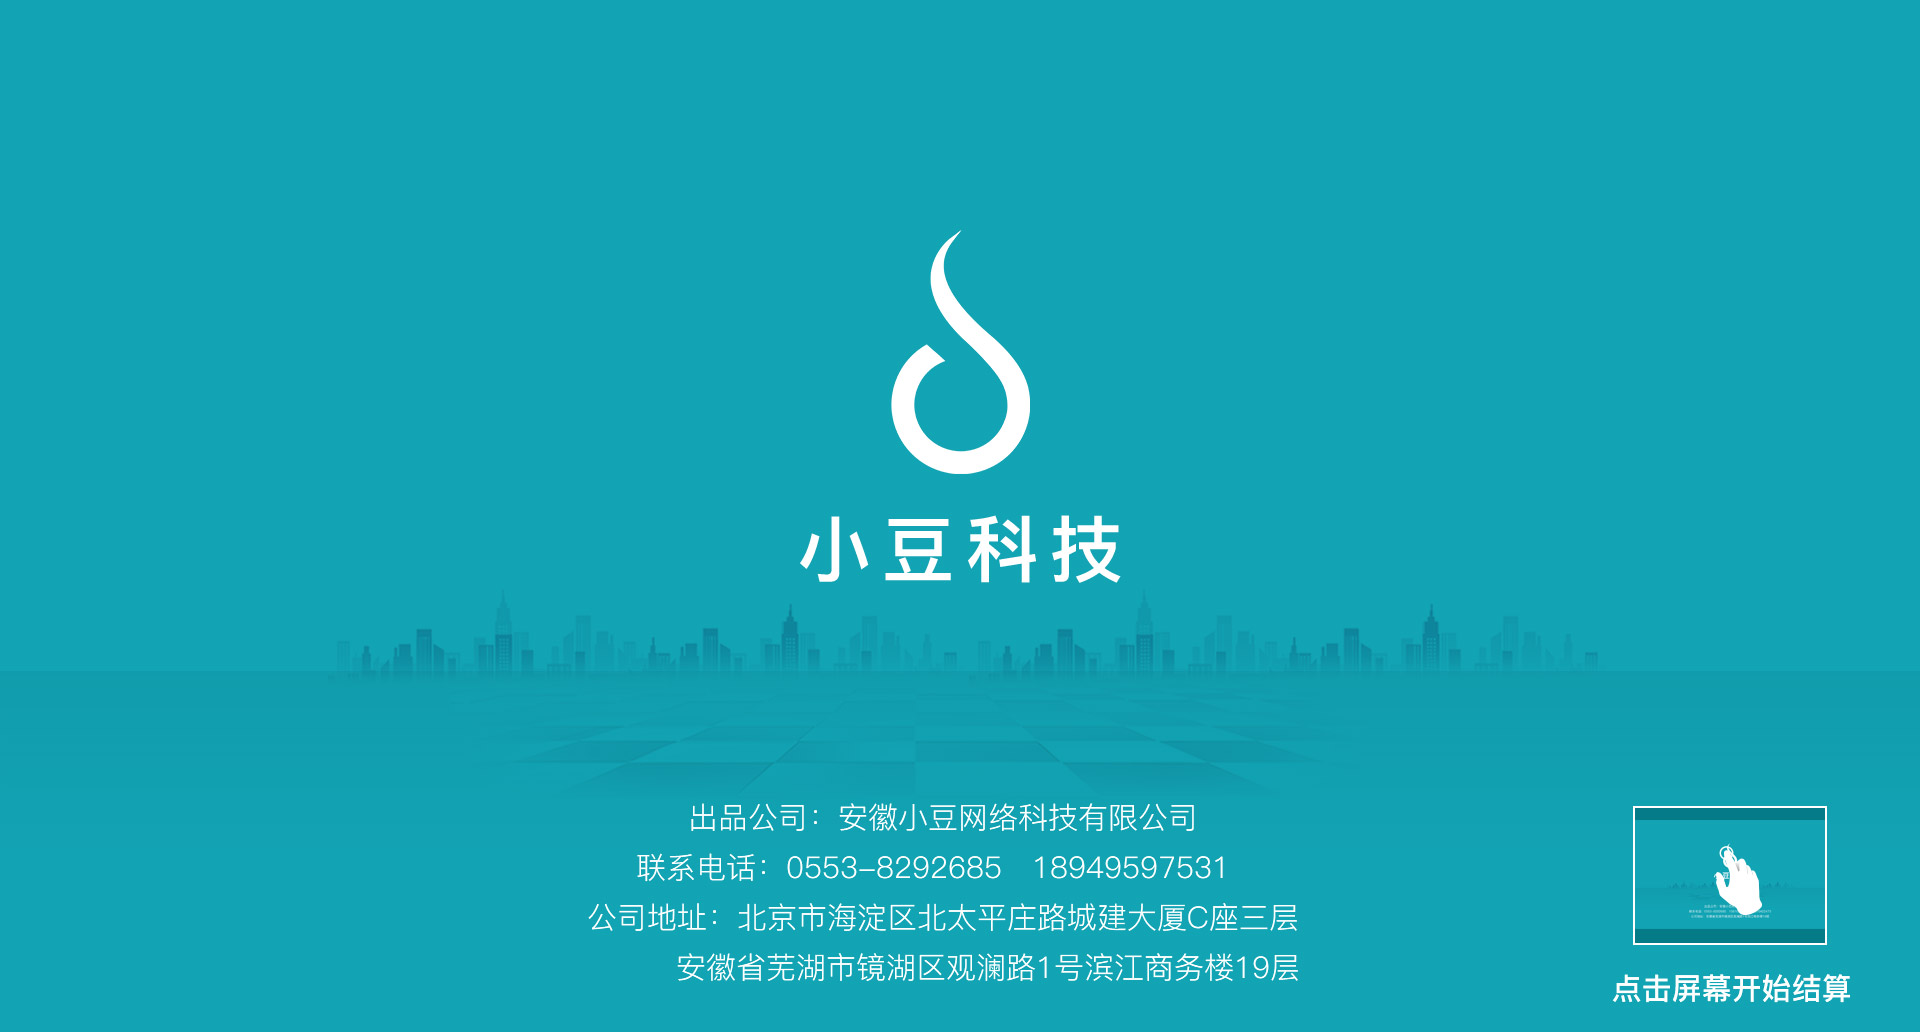 小豆科技
出品公司：安徽小豆网络科技有限公司
联系电话：0553-8292685 18949597531
公司地址：北京市海淀区北太平庄路城建大厦C座三层
安徽省芜湖市镜湖区观澜路1号滨江商务楼19层
点击屏幕开始结算